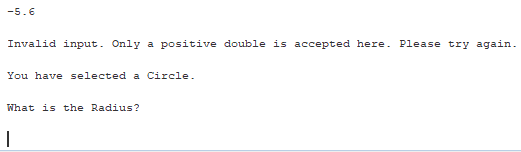 -5.6
Invalid input. Only a positive double is accepted here. Please try again.
You have selected a Circle.
What is the Radius?